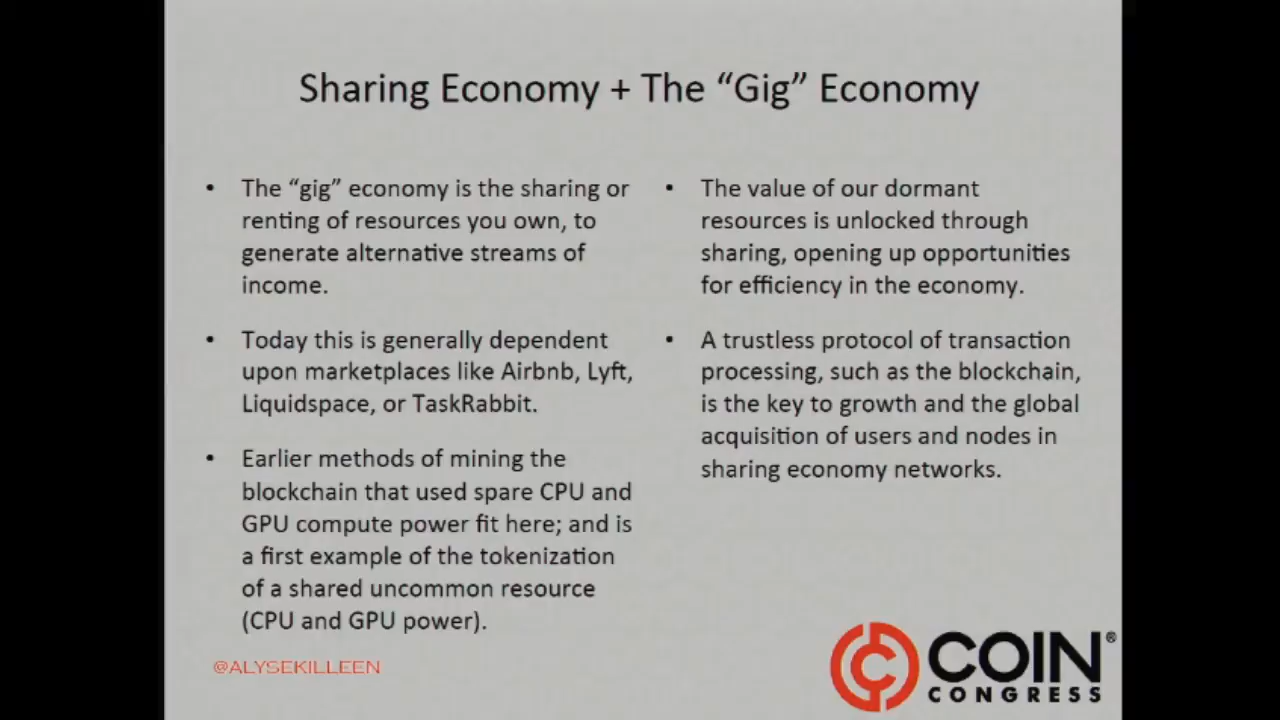 Sharing Economy + The “Gig” Economy
• The “gig” economy is the sharing or
renting of resources you own, to
generate alternative streams of
income.
• Today this is generally dependent
upon marketplaces like Airbnb, Lyft,
Liquidspace, or TaskRabbit.
• Earlier methods of mining the
blockchain that used spare CPU and
GPU compute power fit here; and is
a first example of the tokenization
of a shared uncommon resource
(CPU and GPU power).
• The value of our dormant
resources is unlocked through
sharing, opening up opportunities
for efficiency in the economy.
• A trustless protocol of transaction
processing, such as the blockchain,
is the key to growth and the global
acquisition of users and nodes in
sharing economy networks.
@ALYSEKILLEEN
COIN®
CONGRESS